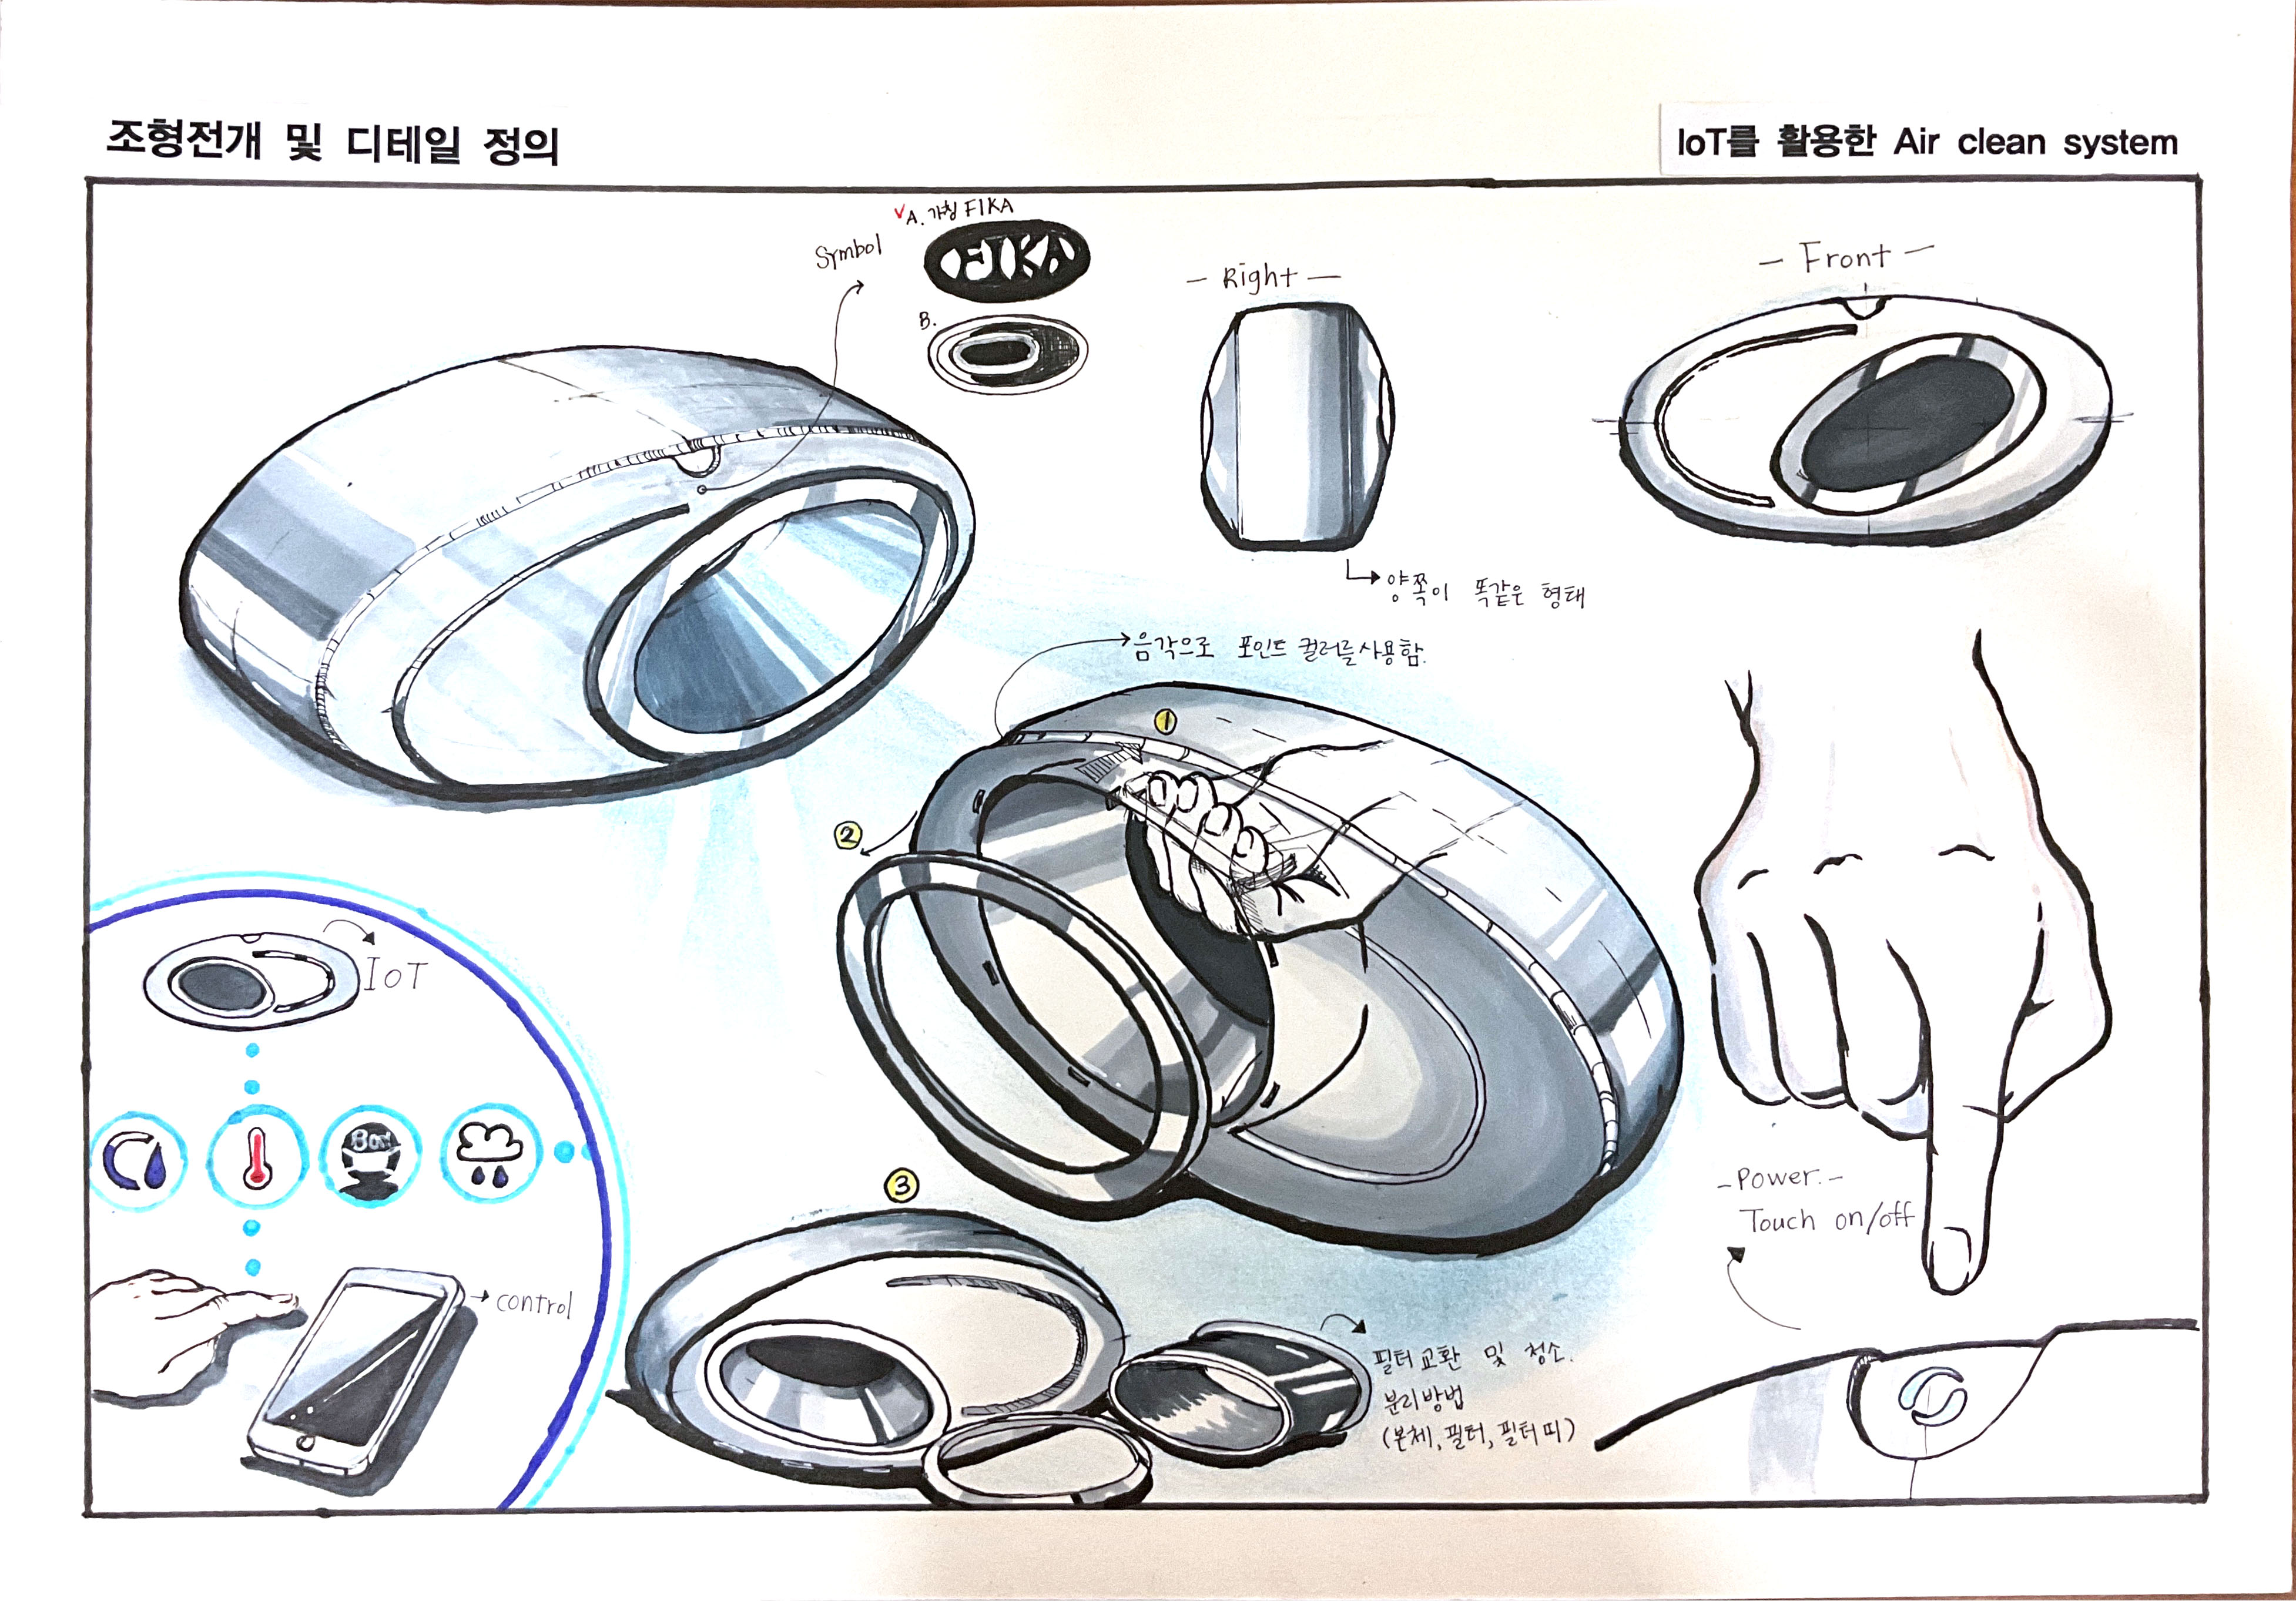 조형전개 및 디테일 정의
IoT를 활용한 Air clean system
✓A. 가칭 FIKA
Symbol
FIKA
B.
- Right -
- Front -
양쪽이 똑같은 형태
음각으로 포인트 컬러를 사용함.
1
2
IoT
80%
control
3
- Power. -
Touch on/off
필터 교환 및 청소.
분리방법
(본체, 필터, 필터띠)